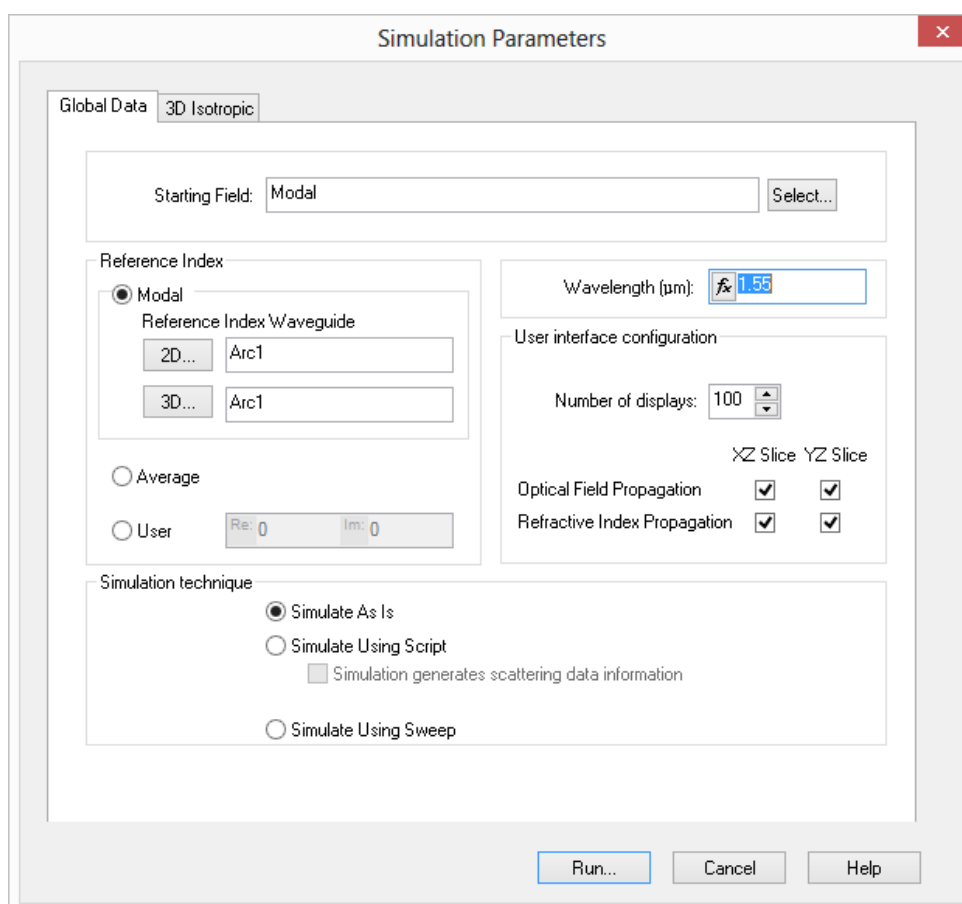 Simulation Parameters
Global Data 3D Isotropic
Starting Field: Modal Select...
Reference Index
Modal
Reference Index Waveguide
2D... Arc1
3D... Arc1
Average
User Re: 0 Im: 0
Wavelength (µm): fx 1.55
User interface configuration
Number of displays: 100
XZ Slice YZ Slice
Optical Field Propagation
Refractive Index Propagation
Simulation technique
Simulate As Is
Simulate Using Script
Simulation generates scattering data information
Simulate Using Sweep
Run... Cancel Help